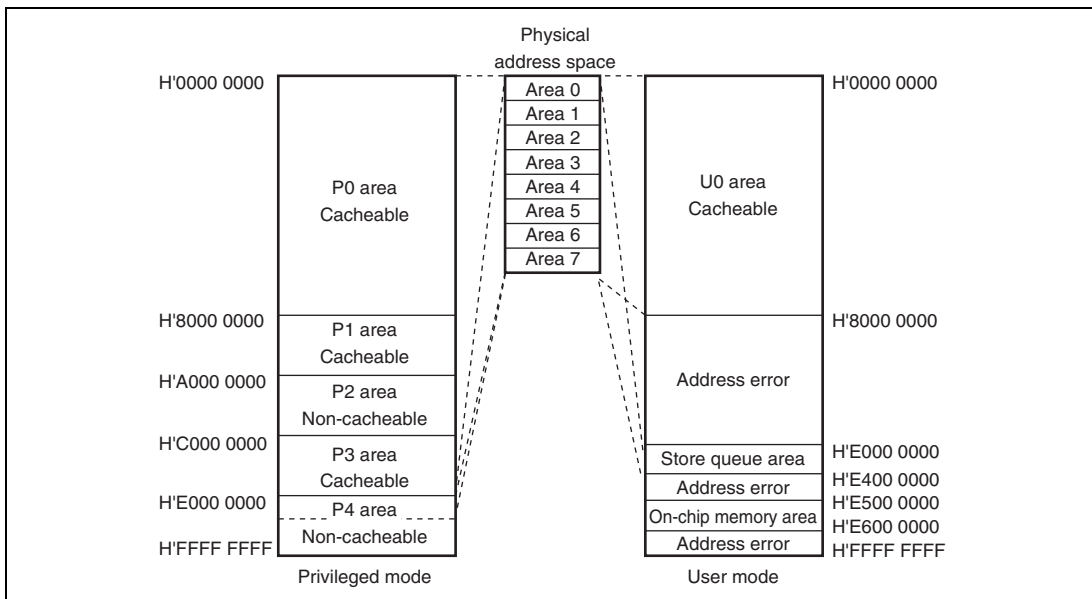 Physical
address space
H'0000 0000
H'0000 0000
Area 0
Area 1
Area 2
Area 3
Area 4
Area 5
Area 6
Area 7
P0 area
Cacheable
U0 area
Cacheable
H'8000 0000
H'8000 0000
P1 area
Cacheable
Address error
H'A000 0000
P2 area
Non-cacheable
H'C000 0000
P3 area
Cacheable
H'E000 0000
Store queue area
H'E000 0000
P4 area
Non-cacheable
Address error
H'E400 0000
H'E500 0000
On-chip memory area
H'E600 0000
Address error
H'FFFF FFFF
H'FFFF FFFF
Privileged mode
User mode